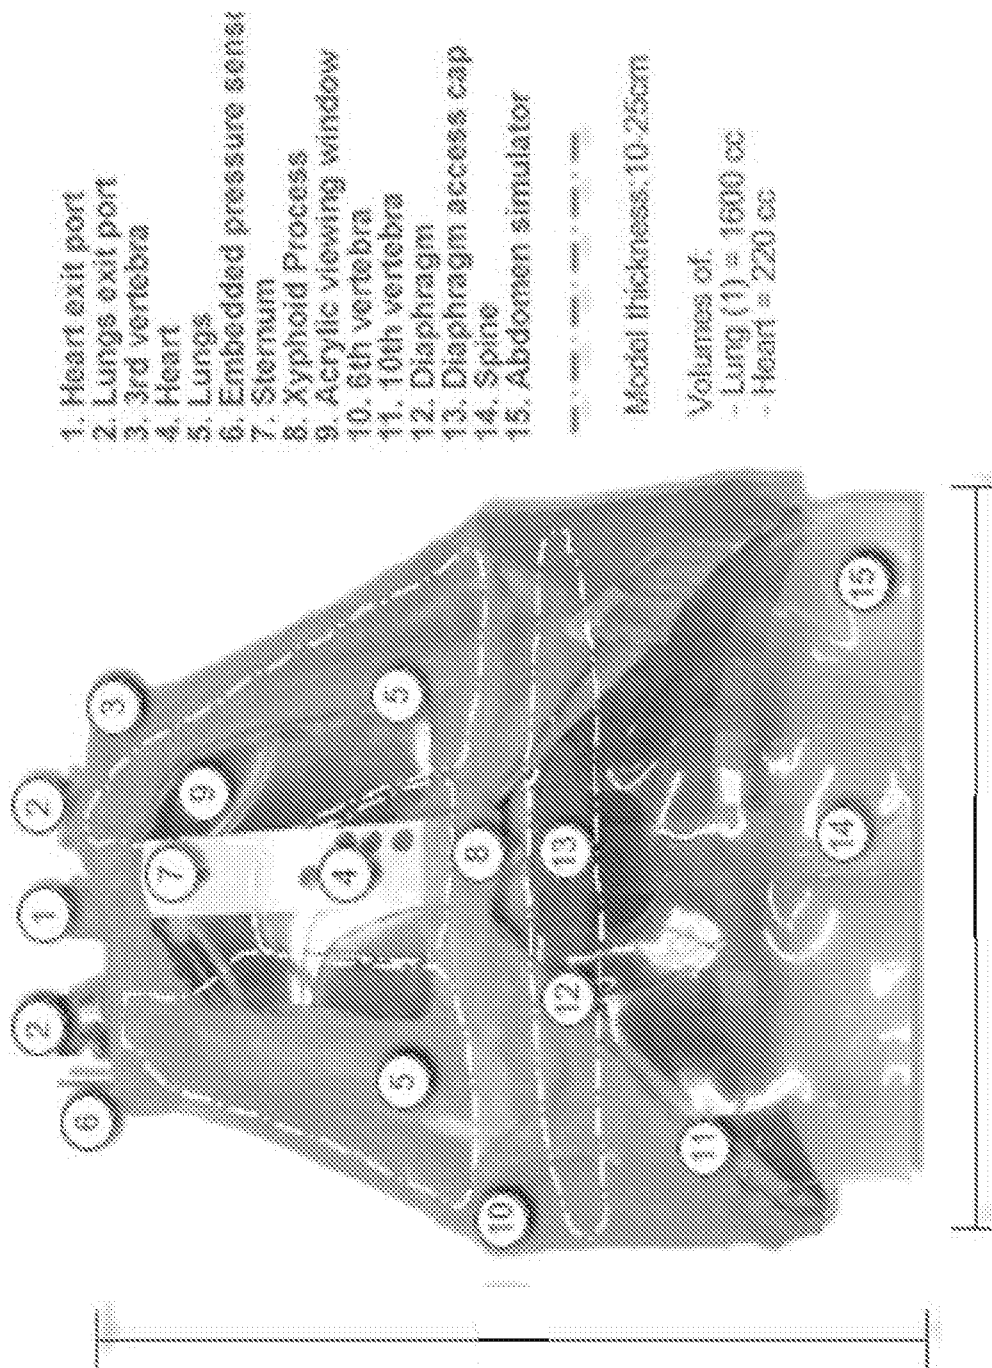 1. Heart exit port
2. Lungs exit port
3. 3rd vertebra
4. Heart
5. Lungs
6. Embedded pressure
7. Sternum
8. Xyphoid Process
9. Acrylic viewing window
10. 6th vertebra
11. 10th vertebra
12. Diaphragm
13. Diaphragm access cap
14. Spine
15. Abdomen simulator
Model thickness:10-25cm
Volumes of:
- Lung (1) = 1600 cc
- Heart = 220 cc
6
2
1
2
3
7
9
4
5
5
8
10
12
13
11
14
15